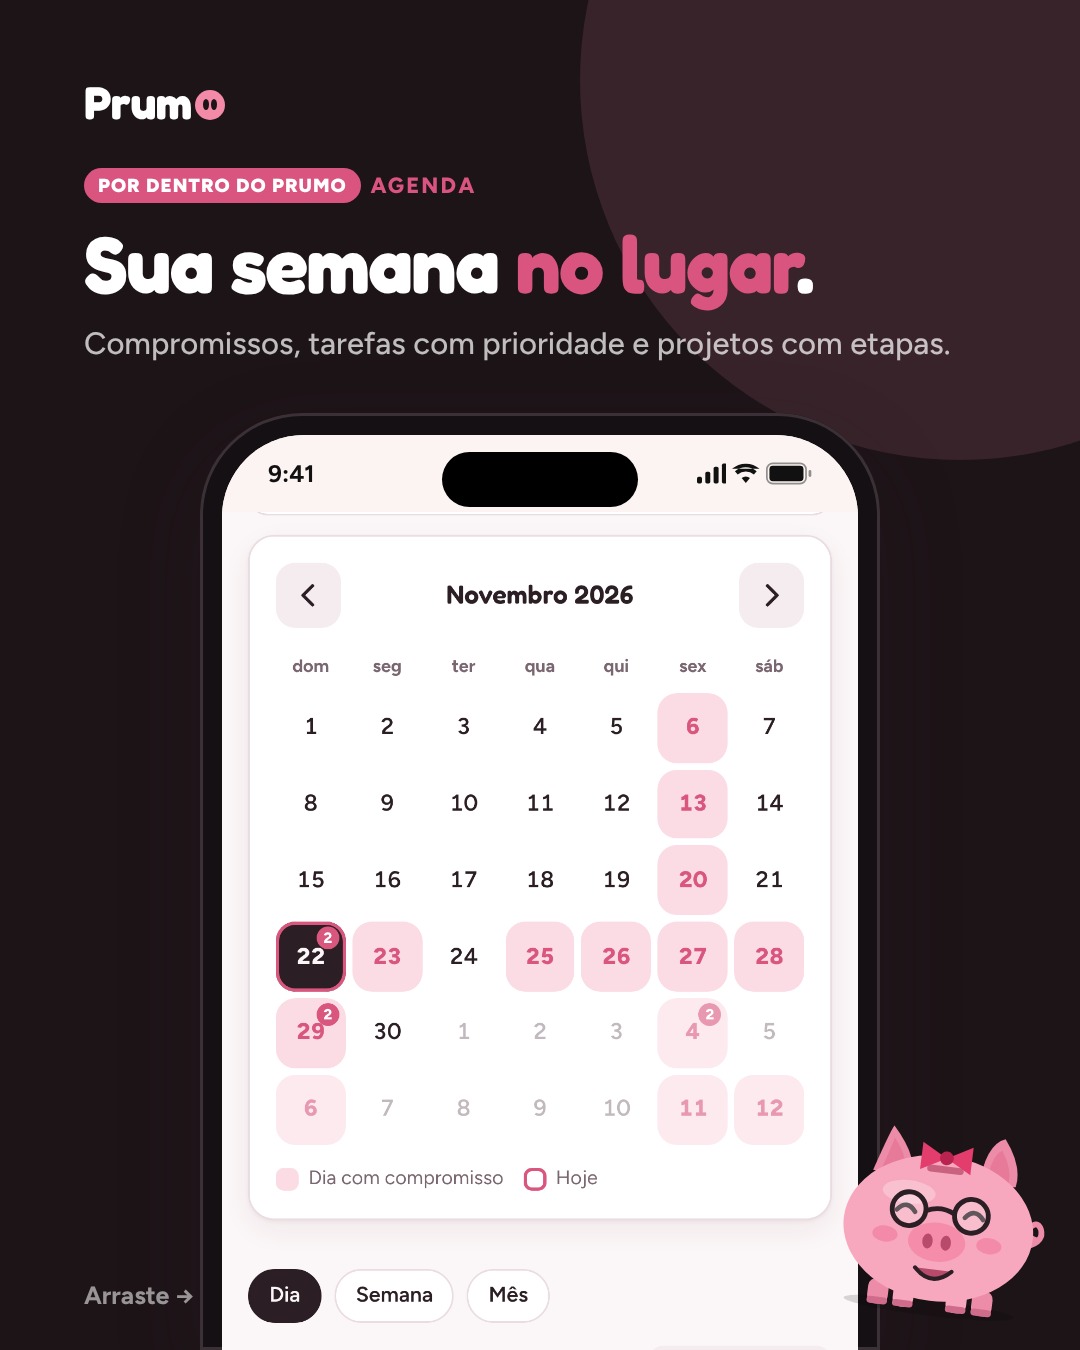 Prumo
POR DENTRO DO PRUMO AGENDA
Sua semana no lugar.
Compromissos, tarefas com prioridade e projetos com etapas.
9:41
Novembro 2026
dom seg ter qua qui sex sáb
1 2 3 4 5 6 7
8 9 10 11 12 13 14
15 16 17 18 19 20 21
22 2 23 24 25 26 27 28
29 2 30 1 2 3 4 2 5
6 7 8 9 10 11 12
Dia com compromisso Hoje
Arraste → Dia Semana Mês